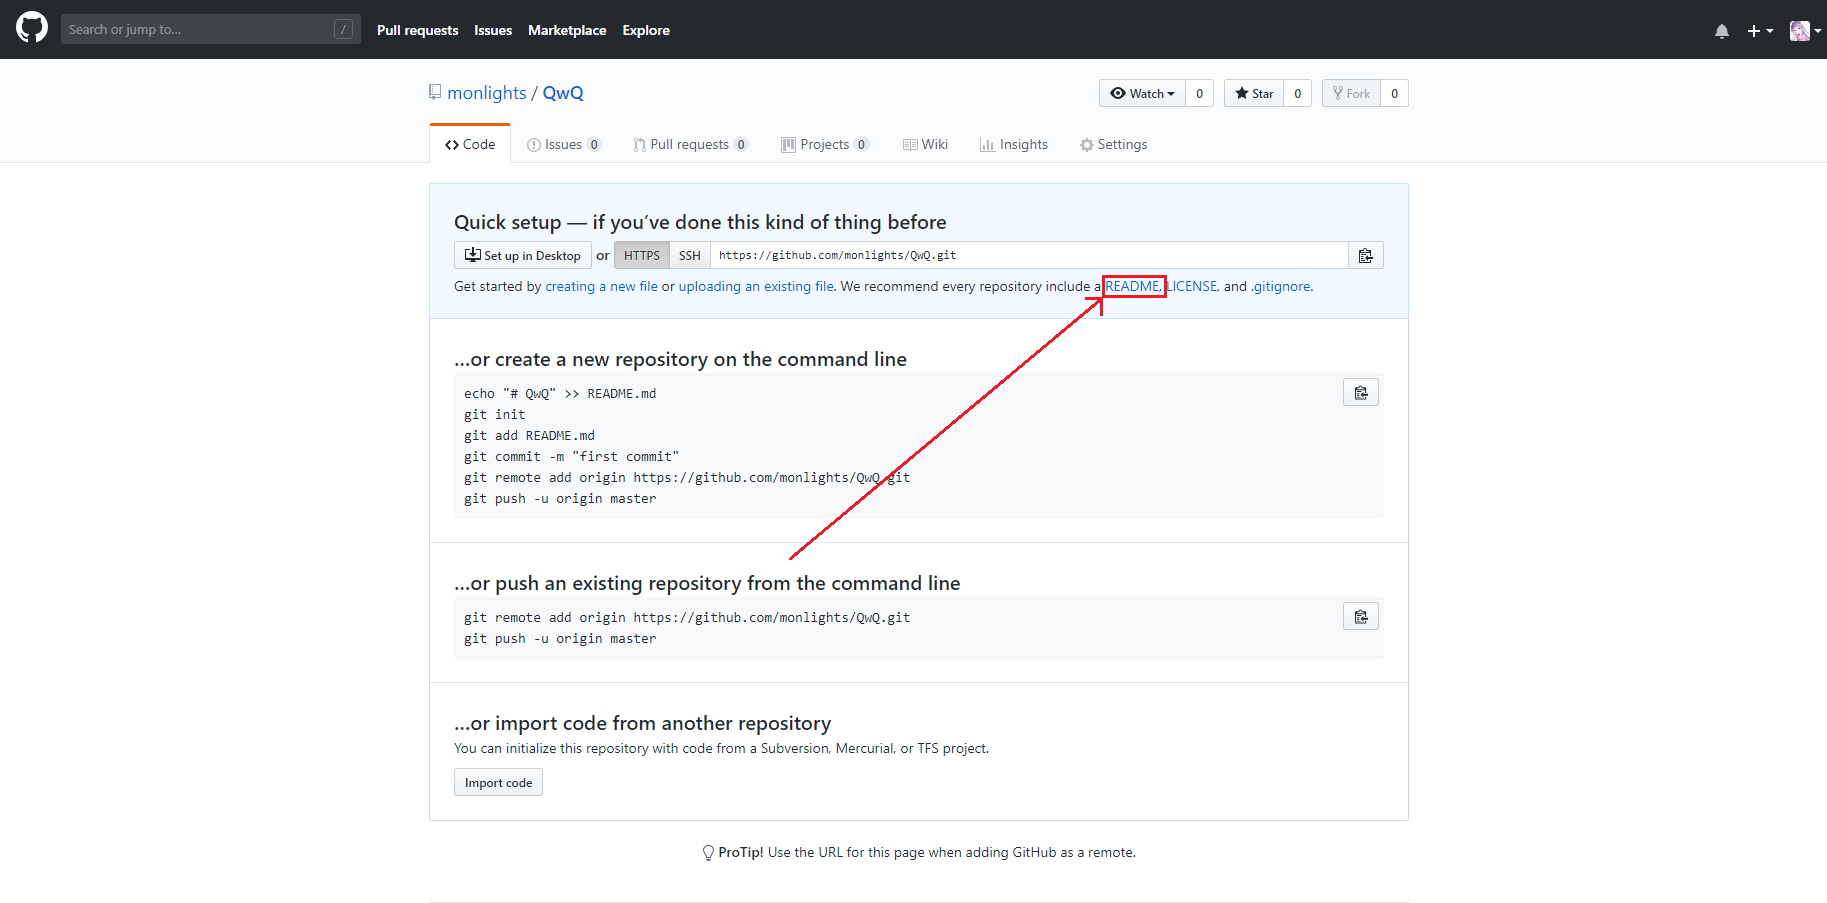 Search or jump to... /
Pull requests Issues Marketplace Explore
monlights / QwQ
Watch 0 Star 0 Fork 0
Code Issues 0 Pull requests 0 Projects 0 Wiki Insights Settings
Quick setup — if you’ve done this kind of thing before
Set up in Desktop or HTTPS SSH https://github.com/monlights/QwQ.git
Get started by creating a new file or uploading an existing file. We recommend every repository include a README, LICENSE, and .gitignore.
…or create a new repository on the command line
echo "# QwQ" >> README.md
git init
git add README.md
git commit -m "first commit"
git remote add origin https://github.com/monlights/QwQ.git
git push -u origin master
…or push an existing repository from the command line
git remote add origin https://github.com/monlights/QwQ.git
git push -u origin master
…or import code from another repository
You can initialize this repository with code from a Subversion, Mercurial, or TFS project.
Import code
ProTip! Use the URL for this page when adding GitHub as a remote.